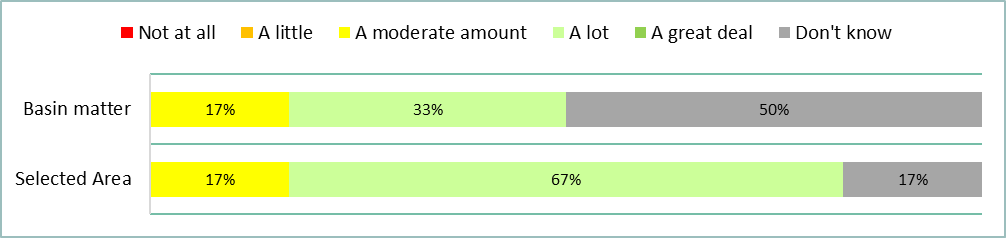 Not at all A little A moderate amount A lot A great deal Don't know
Basin matter 17% 33% 50%
Selected Area 17% 67% 17%